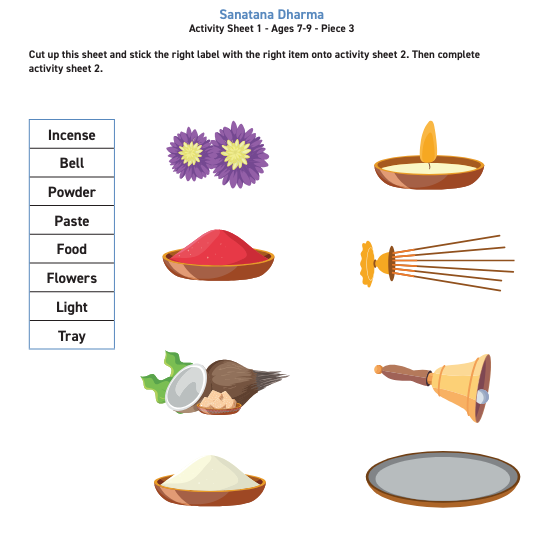 Sanatana Dharma
Activity Sheet 1 - Ages 7-9 - Piece 3
Cut up this sheet and stick the right label with the right item onto activity sheet 2. Then complete
activity sheet 2.
Incense
Bell
Powder
Paste
Food
Flowers
Light
Tray